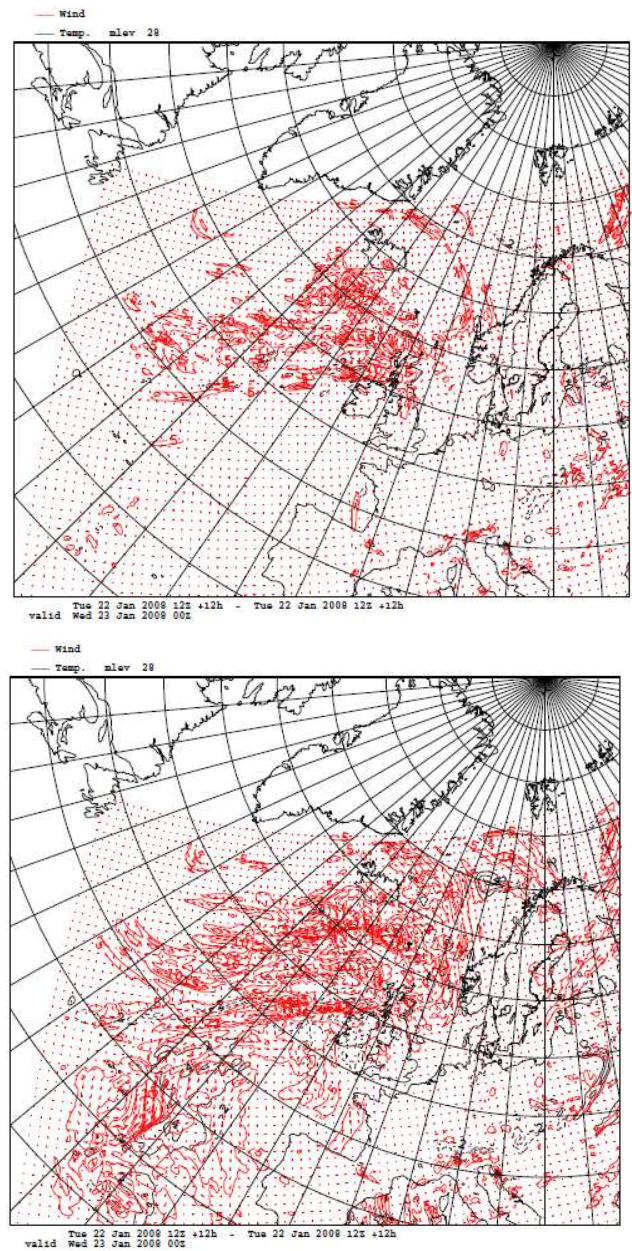 Wind
Temp. mlev 28
Tue 22 Jan 2008 12Z +12h - Tue 22 Jan 2008 12Z +12h
valid Wed 23 Jan 2008 00Z
Wind
Temp. mlev 28
Tue 22 Jan 2008 12Z +12h - Tue 22 Jan 2008 12Z +12h
valid Wed 23 Jan 2008 00Z